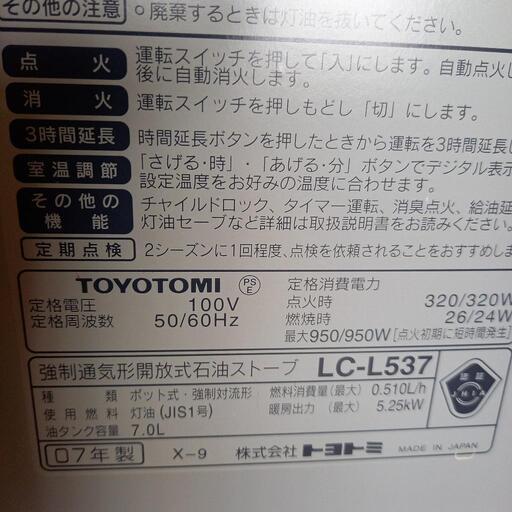 その他の注意
・廃棄するときは灯油を抜いてください。
点火
運転スイッチを押して「入」にします。自動点火し
後に自動消火します。
消火
運転スイッチを押しもどし「切」にします。
3時間延長
時間延長ボタンを押したときから運転を3時間延長し
室温調節
「さげる・時」・「あげる・分」ボタンでデジタル表示
設定温度をお好みの温度に合わせます。
その他の
機能
チャイルドロック、タイマー運転、消臭点火、給油延
灯油セーブなど詳細は取扱説明書をお読みください
定期点検
2シーズンに1回程度、点検を依頼されることをおすすめしま
TOYOTOMI PSE
定格電圧 100V
定格周波数 50/60Hz
定格消費電力
点火時 320/320W
燃焼時 26/24W
最大950/950W [点火初期に短時間発生]
強制通気形開放式石油ストーブ LC-L537
種類 ポット式・強制対流形
使用燃料 灯油(JIS1号)
油タンク容量 7.0L
燃料消費量(最大) 0.510L/h
暖房出力(最大) 5.25kW
認証
JHIA
07年製 X-9 株式会社トヨトミ MADE IN JAPAN